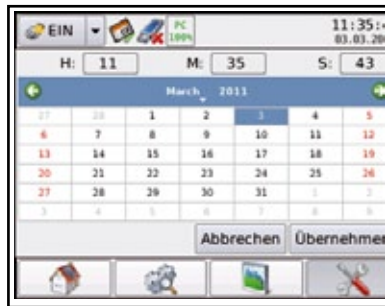 EIN PC 100% 11:35:4
03.03.20
H: 11 M: 35 S: 43
March 2011
27 28 1 2 3 4 5
6 7 8 9 10 11 12
13 14 15 16 17 18 19
20 21 22 23 24 25 26
27 28 29 30 31 1 2
3 4 5 6 7 8 9
Abbrechen Übernehmen